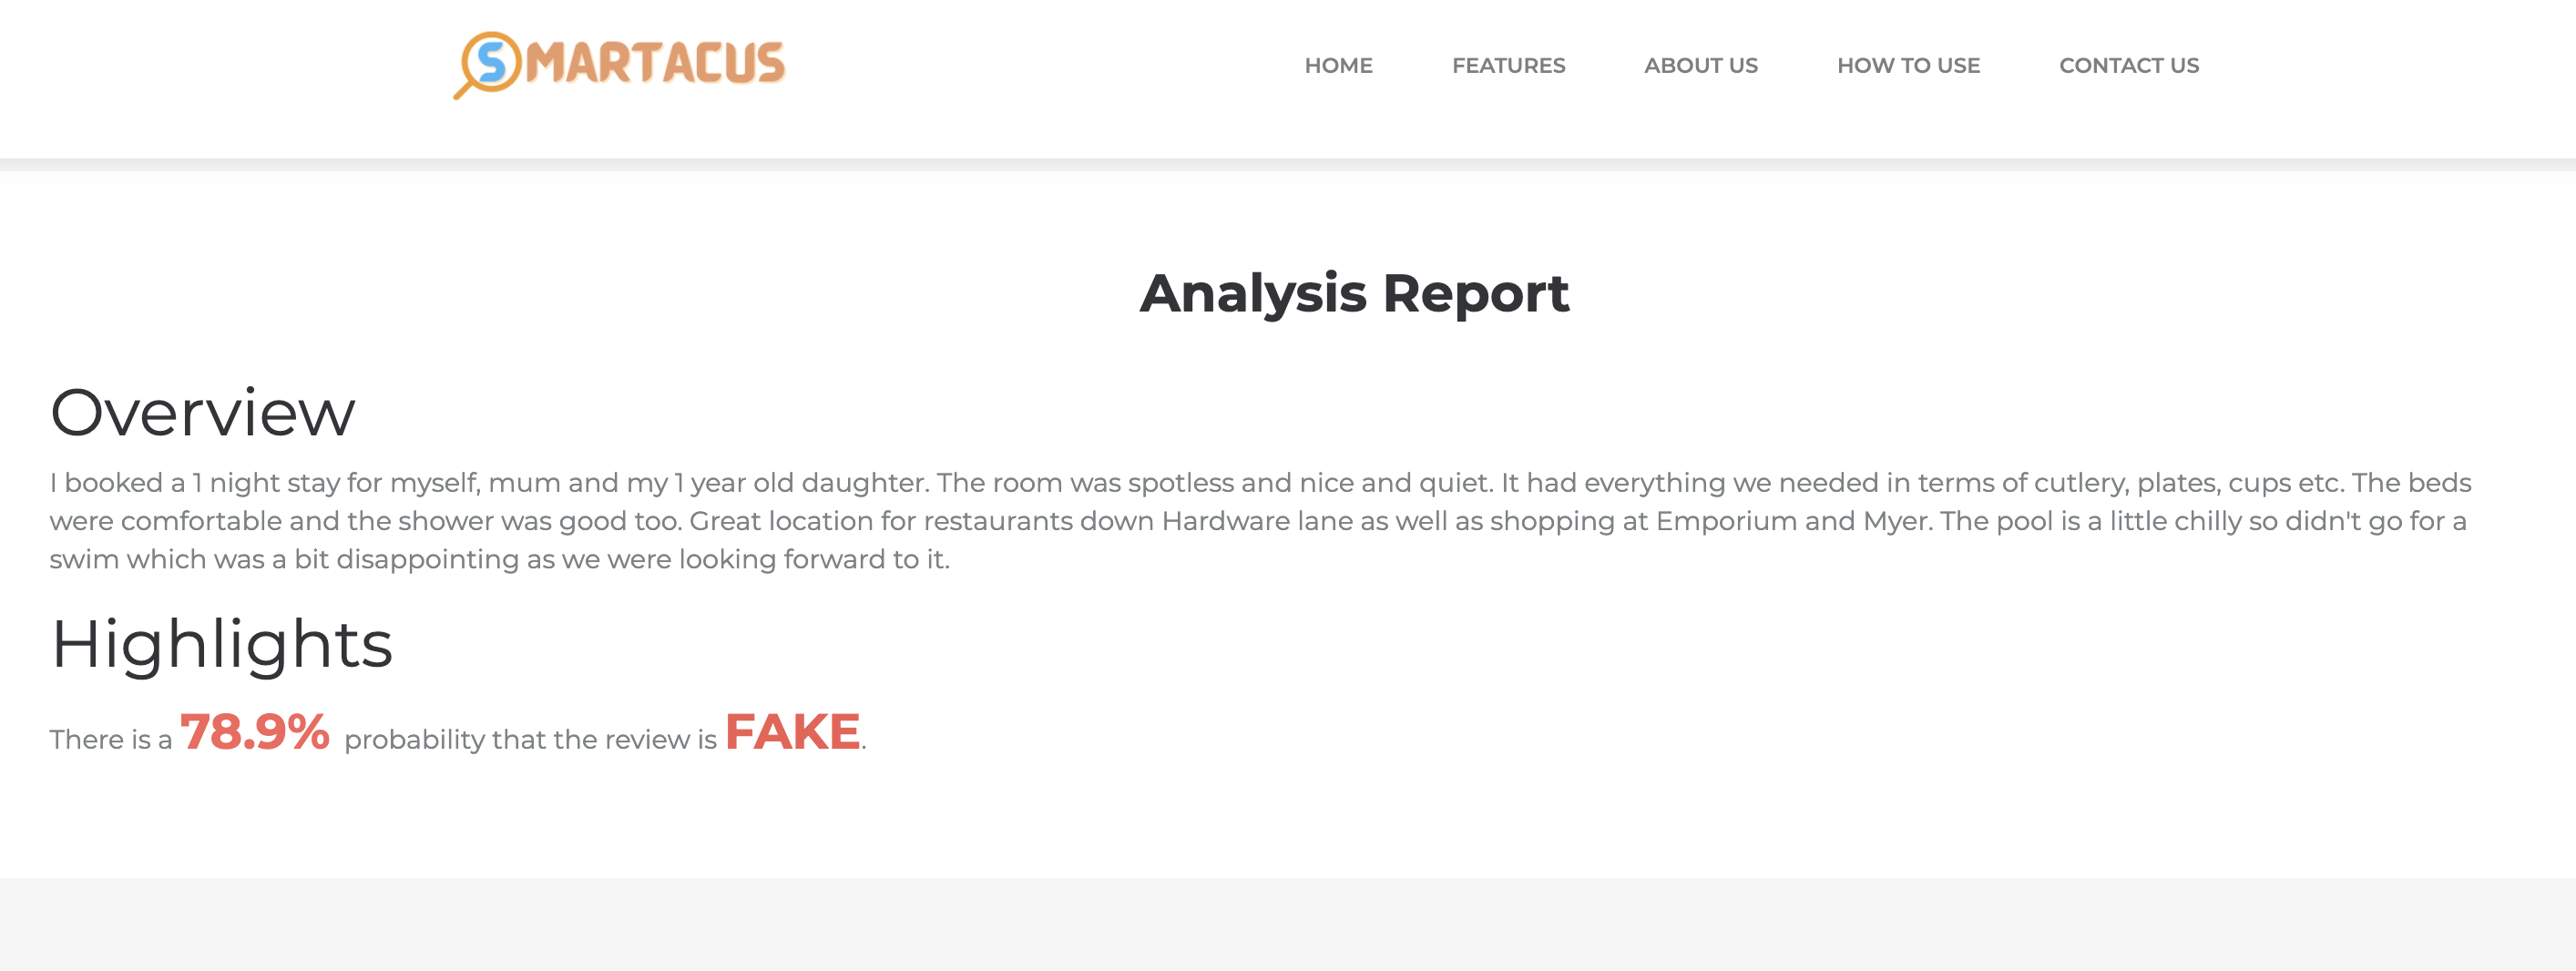 SMARTACUS
HOME FEATURES ABOUT US HOW TO USE CONTACT US
Analysis Report
Overview
I booked a 1 night stay for myself, mum and my 1 year old daughter. The room was spotless and nice and quiet. It had everything we needed in terms of cutlery, plates, cups etc. The beds
were comfortable and the shower was good too. Great location for restaurants down Hardware lane as well as shopping at Emporium and Myer. The pool is a little chilly so didn't go for a
swim which was a bit disappointing as we were looking forward to it.
Highlights
There is a 78.9% probability that the review is FAKE.